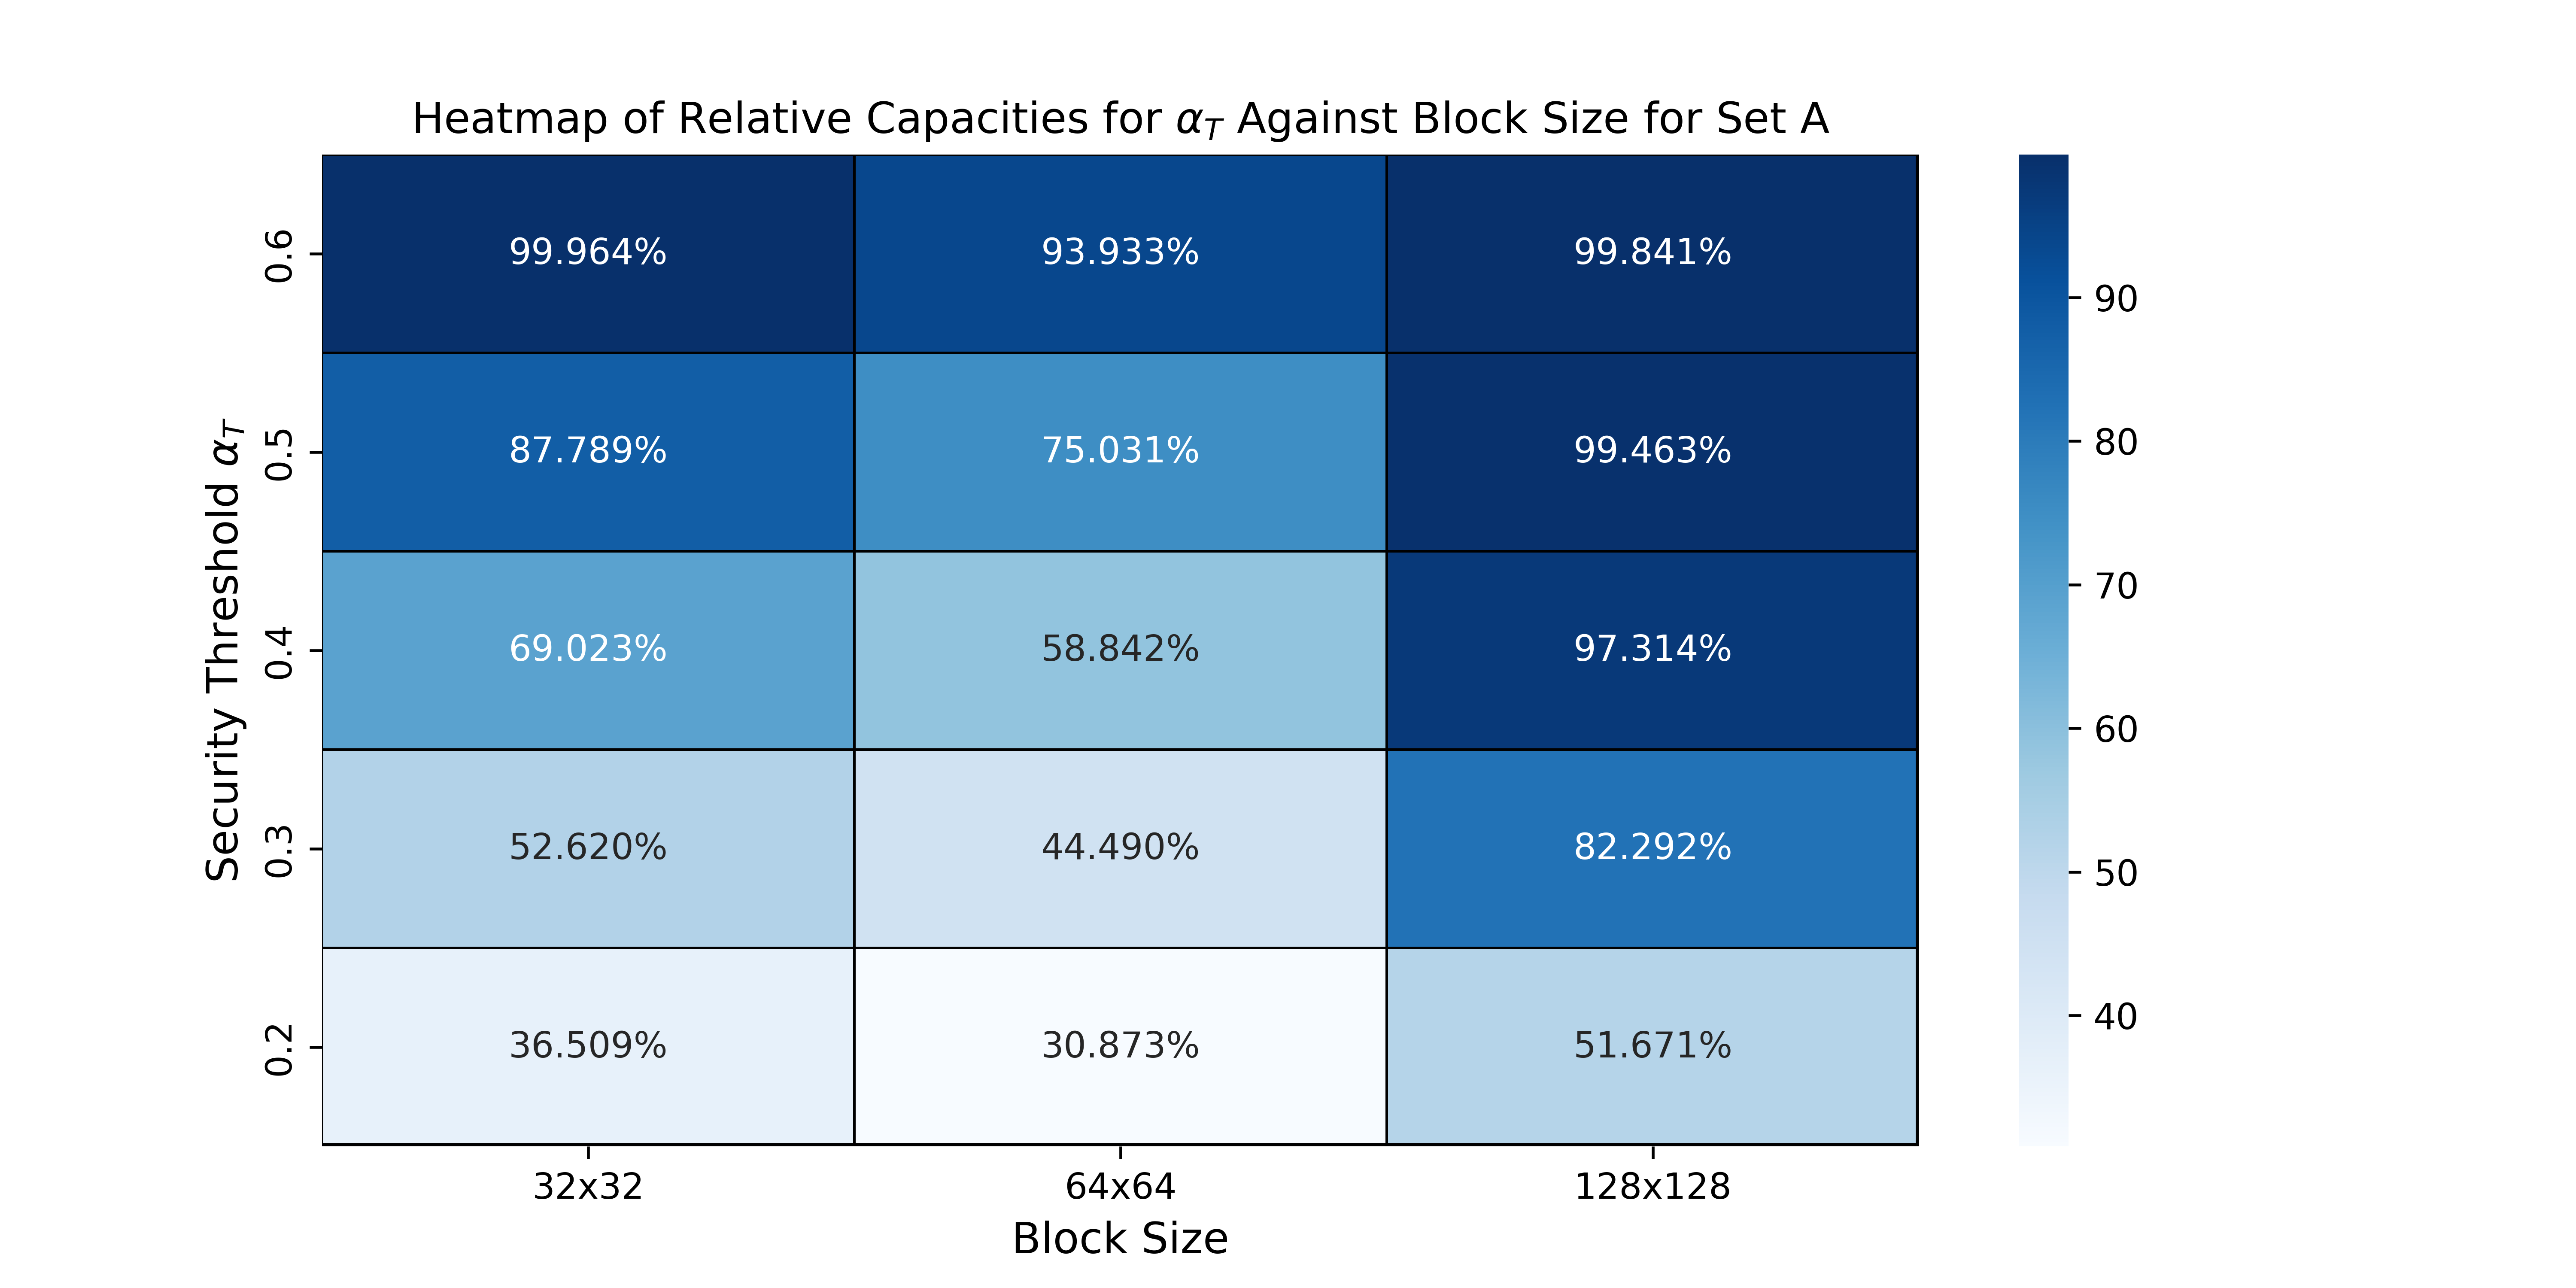 Heatmap of Relative Capacities for α_T Against Block Size for Set A
Security Threshold α_T
0.6
99.964% 93.933% 99.841%
0.5
87.789% 75.031% 99.463%
0.4
69.023% 58.842% 97.314%
0.3
52.620% 44.490% 82.292%
0.2
36.509% 30.873% 51.671%
32x32 64x64 128x128
Block Size
90
80
70
60
50
40